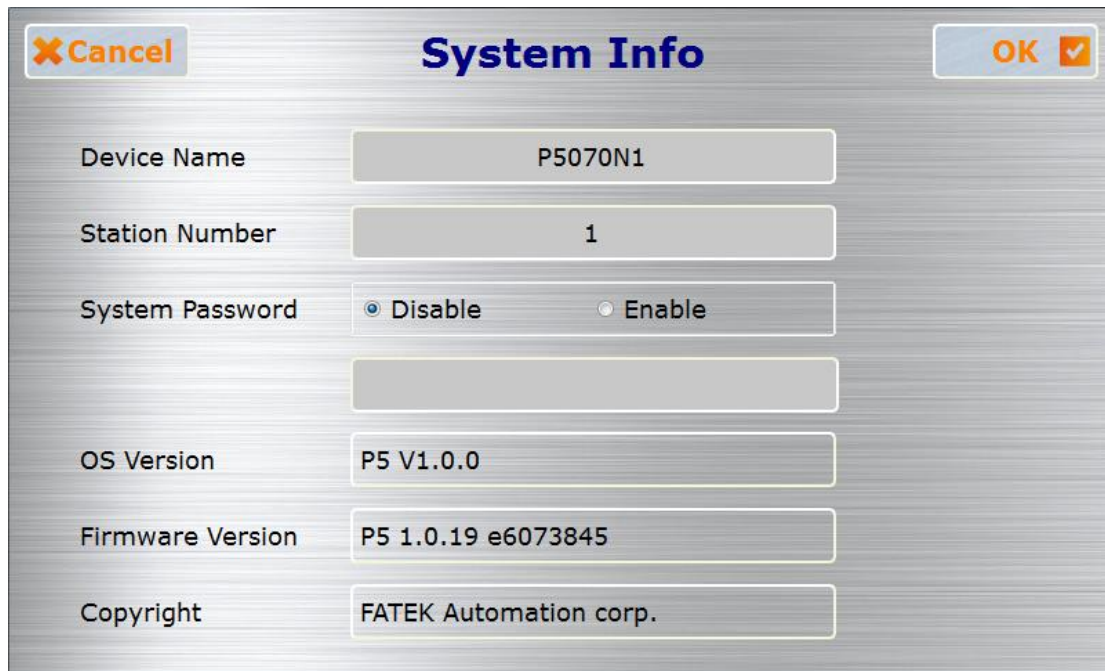 Cancel
System Info
OK
Device Name
P5070N1
Station Number
1
System Password
Disable
Enable
OS Version
P5 V1.0.0
Firmware Version
P5 1.0.19 e6073845
Copyright
FATEK Automation corp.